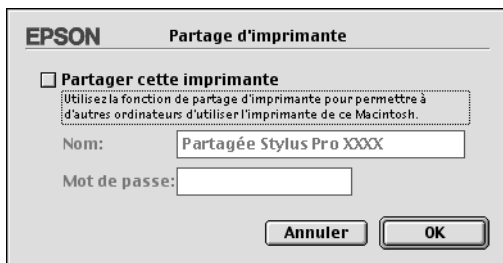 EPSON Partage d'imprimante
Partager cette imprimante
Utilisez la fonction de partage d'imprimante pour permettre à
d'autres ordinateurs d'utiliser l'imprimante de ce Macintosh.
Nom: Partagée Stylus Pro XXXX
Mot de passe:
Annuler OK